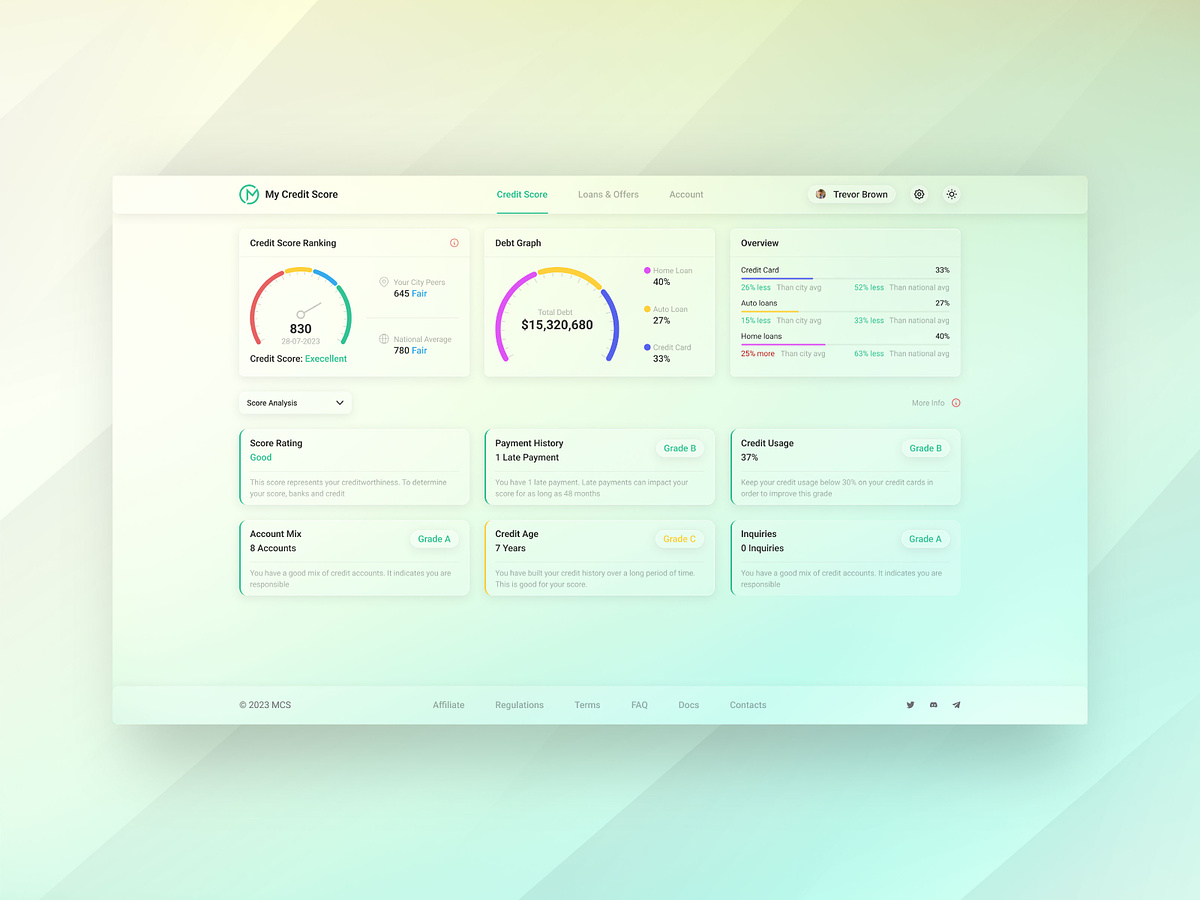 My Credit Score
Credit Score
Loans & Offers
Account
Trevor Brown
Credit Score Ranking
830
28-07-2023
Credit Score: Execellent
Your City Peers
645 Fair
National Average
780 Fair
Debt Graph
Total Debt
$15,320,680
Home Loan
40%
Auto Loan
27%
Credit Card
33%
Overview
Credit Card 33%
26% less Than city avg 52% less Than national avg
Auto loans 27%
15% less Than city avg 33% less Than national avg
Home loans 40%
25% more Than city avg 63% less Than national avg
Score Analysis
More Info
Score Rating
Good
This score represents your creditworthiness. To determine
your score, banks and credit
Payment History
1 Late Payment
Grade B
You have 1 late payment. Late payments can impact your
score for as long as 48 months
Credit Usage
37%
Grade B
Keep your credit usage below 30% on your credit cards in
order to improve this grade
Account Mix
8 Accounts
Grade A
You have a good mix of credit accounts. It indicates you are
responsible
Credit Age
7 Years
Grade C
You have built your credit history over a long period of time.
This is good for your score.
Inquiries
0 Inquiries
Grade A
You have a good mix of credit accounts. It indicates you are
responsible
© 2023 MCS
Affiliate
Regulations
Terms
FAQ
Docs
Contacts